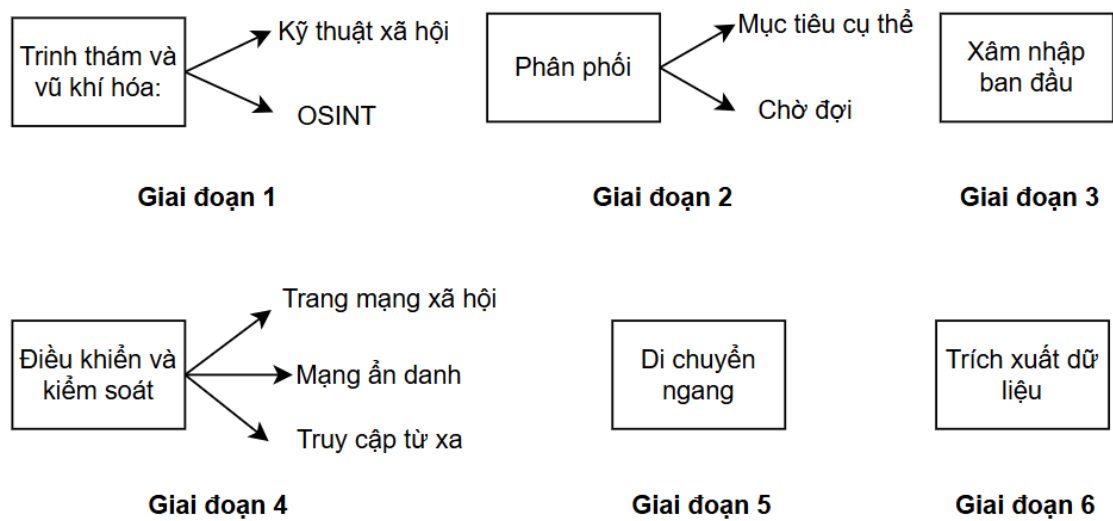 Trinh thám và
vũ khí hóa:
Kỹ thuật xã hội
OSINT
Giai đoạn 1
Phân phối
Mục tiêu cụ thể
Chờ đợi
Giai đoạn 2
Xâm nhập
ban đầu
Giai đoạn 3
Điều khiển và
kiểm soát
Trang mạng xã hội
Mạng ẩn danh
Truy cập từ xa
Giai đoạn 4
Di chuyển
ngang
Giai đoạn 5
Trích xuất dữ
liệu
Giai đoạn 6